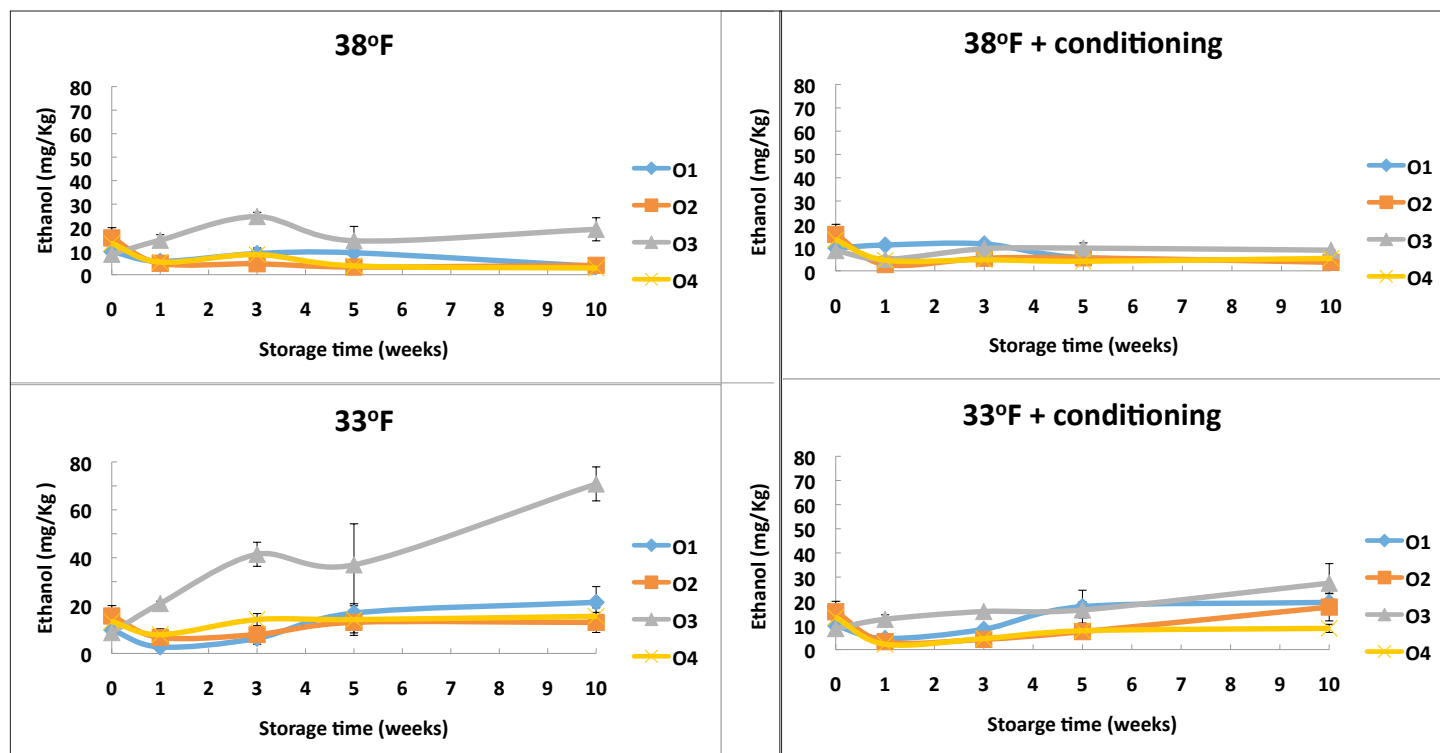 38ºF
Ethanol (mg/Kg)
80
70
60
50
40
30
20
10
0
0 1 2 3 4 5 6 7 8 9 10
Storage time (weeks)
O1
O2
O3
O4
38ºF + conditioning
Ethanol (mg/Kg)
80
70
60
50
40
30
20
10
0
0 1 2 3 4 5 6 7 8 9 10
Storage time (weeks)
O1
O2
O3
O4
33ºF
Ethanol (mg/Kg )
80
60
40
20
0
0 1 2 3 4 5 6 7 8 9 10
Storage time (weeks)
O1
O2
O3
O4
33ºF + conditioning
Ethanol (mg/Kg)
80
70
60
50
40
30
20
10
0
0 1 2 3 4 5 6 7 8 9 10
Stoarge time (weeks)
O1
O2
O3
O4